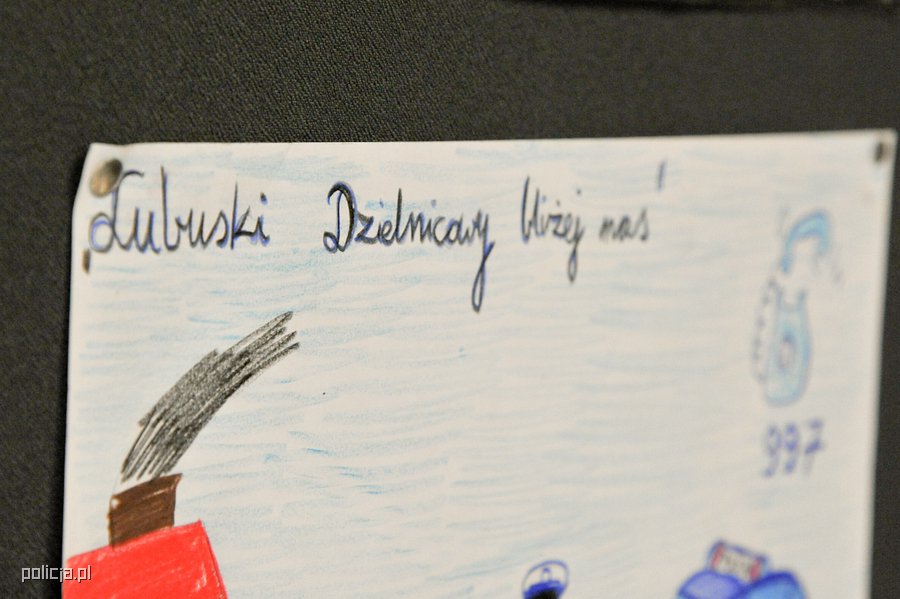 Lubuski Dzielnicowy bliżej nas!
997
policja.pl